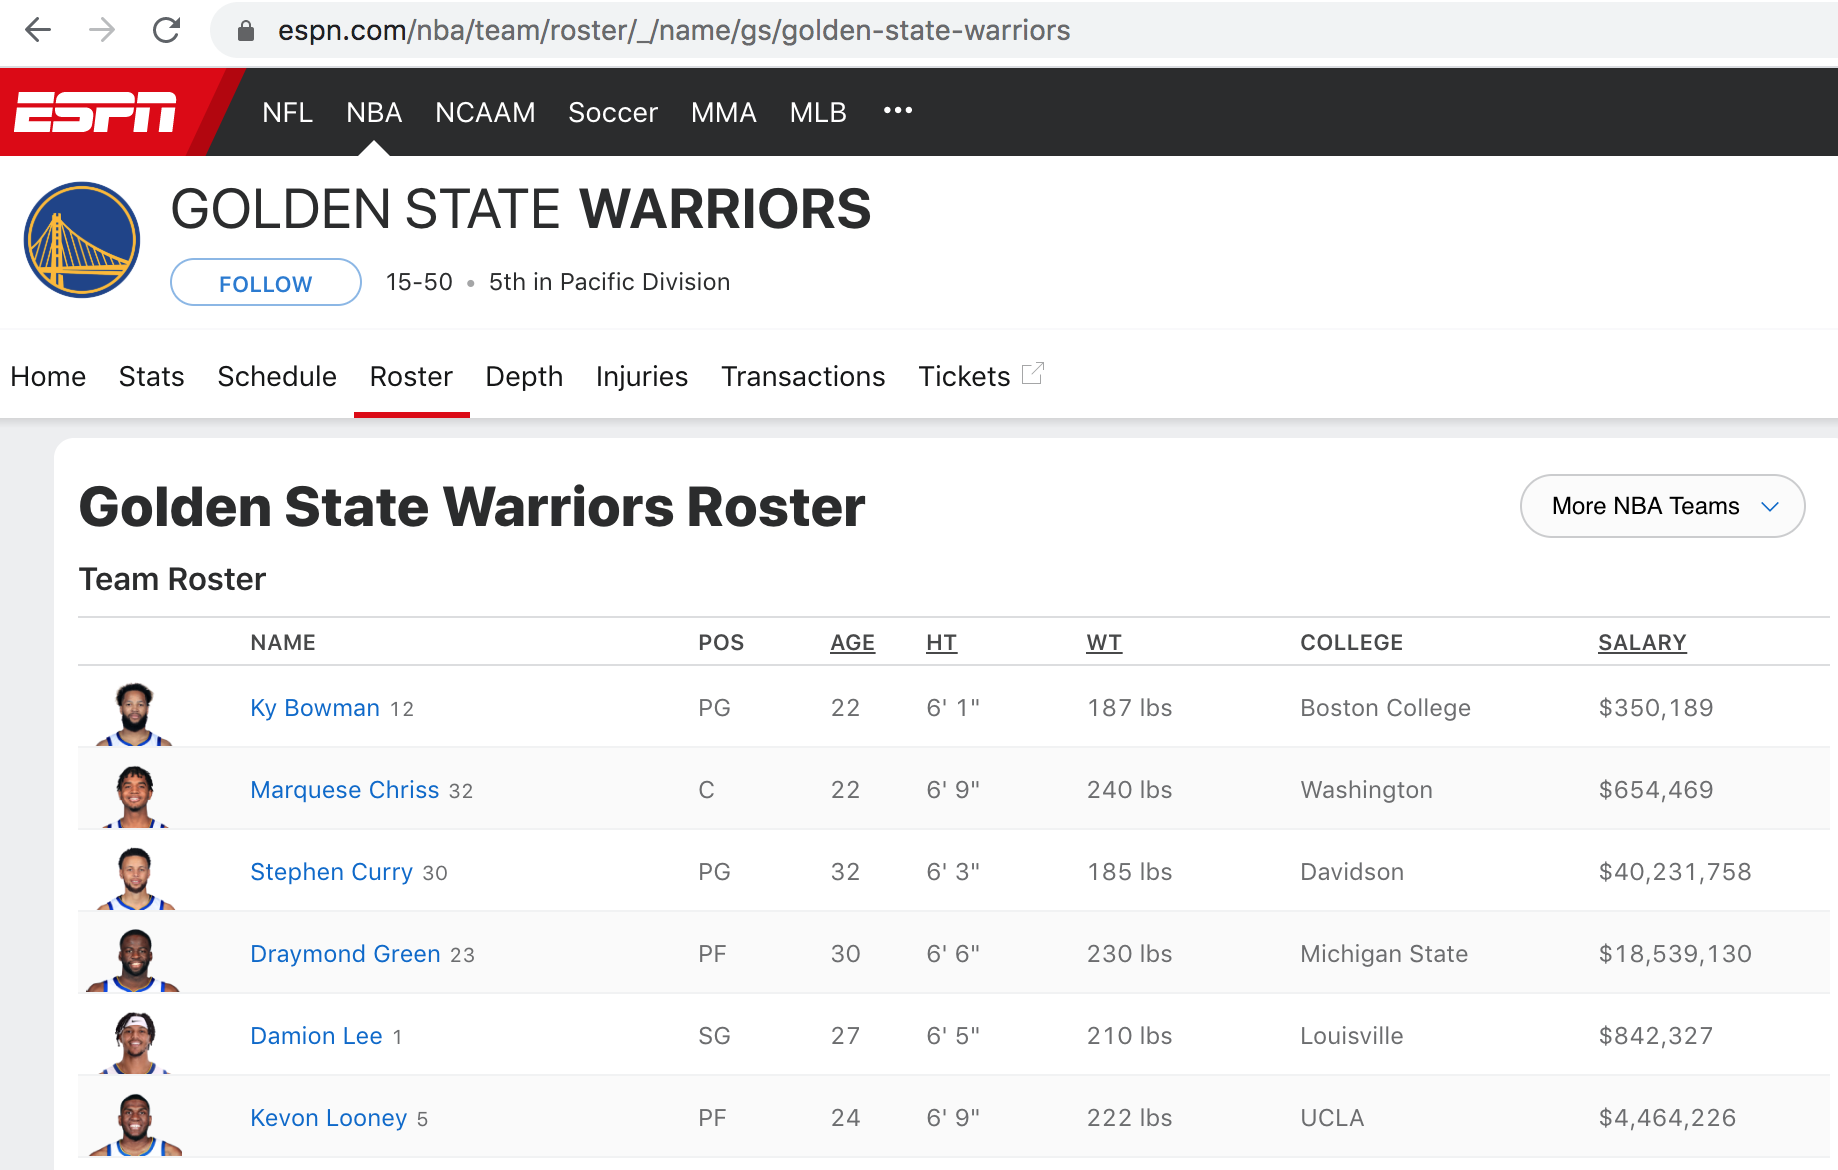 espn.com/nba/team/roster/_/name/gs/golden-state-warriors
ESPN NFL NBA NCAAM Soccer MMA MLB •••
GOLDEN STATE WARRIORS
FOLLOW 15-50 • 5th in Pacific Division
Home Stats Schedule Roster Depth Injuries Transactions Tickets
Golden State Warriors Roster More NBA Teams
Team Roster
NAME POS AGE HT WT COLLEGE SALARY
Ky Bowman 12 PG 22 6' 1" 187 lbs Boston College $350,189
Marquese Chriss 32 C 22 6' 9" 240 lbs Washington $654,469
Stephen Curry 30 PG 32 6' 3" 185 lbs Davidson $40,231,758
Draymond Green 23 PF 30 6' 6" 230 lbs Michigan State $18,539,130
Damion Lee 1 SG 27 6' 5" 210 lbs Louisville $842,327
Kevon Looney 5 PF 24 6' 9" 222 lbs UCLA $4,464,226